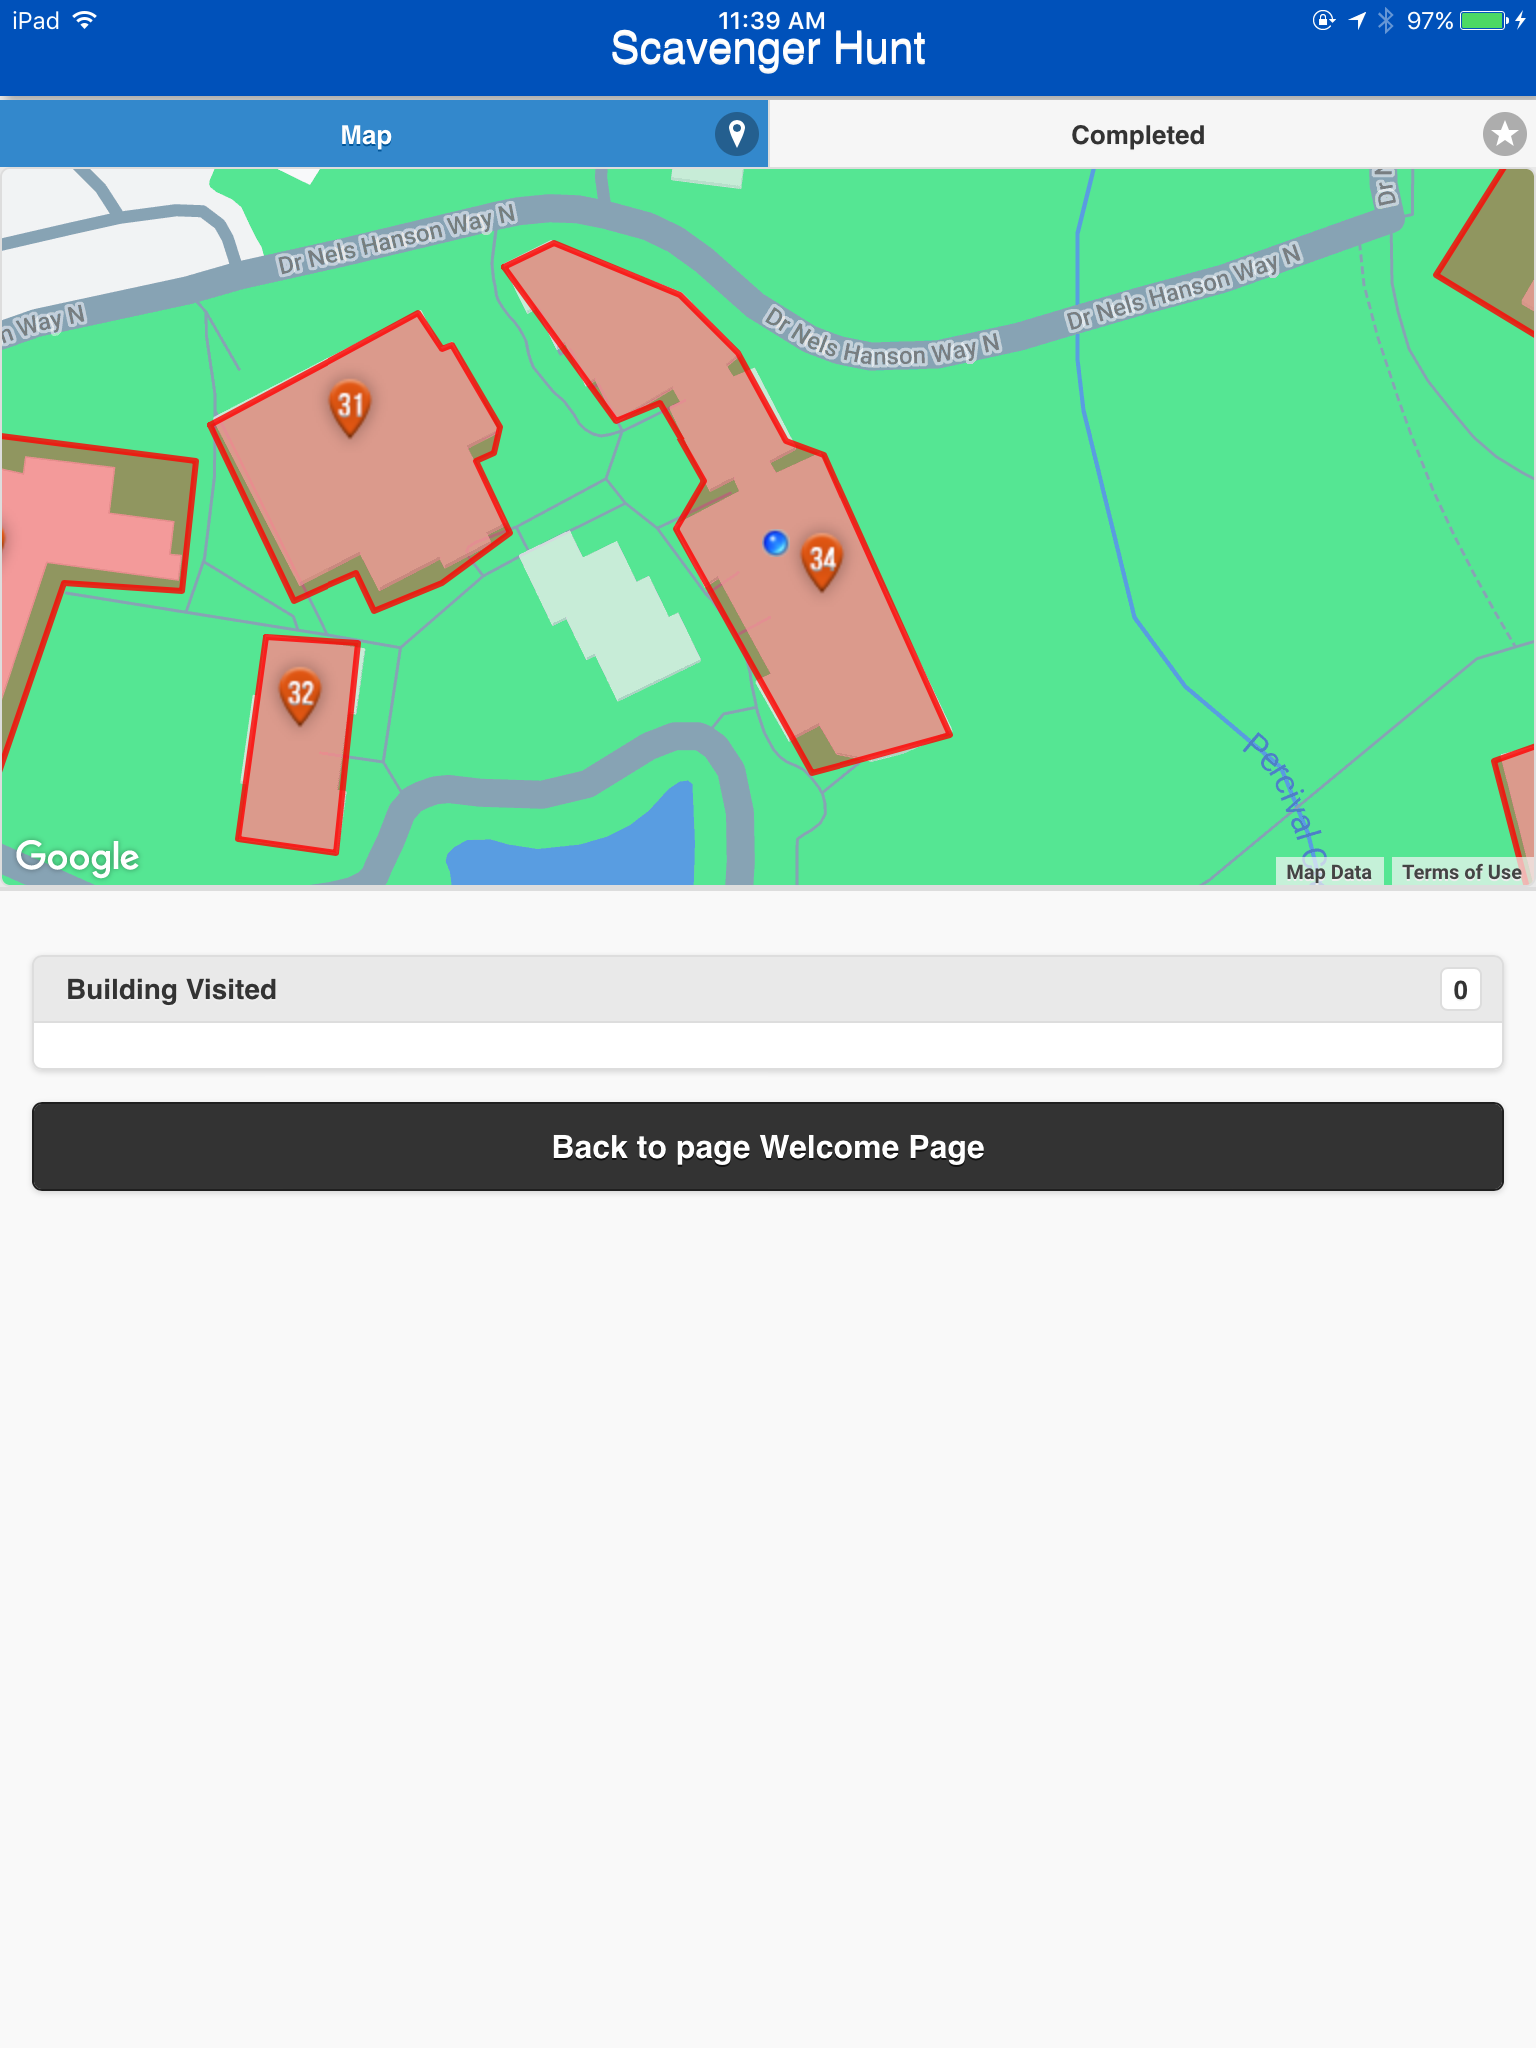 iPad 11:39 AM 97%
Scavenger Hunt
Map Completed
Dr Nels Hanson Way N
Dr
n Way N
Dr Nels Hanson Way N
Dr Nels Hanson Way N
31
34
32
Percival C
Google
Map Data Terms of Use
Building Visited 0
Back to page Welcome Page